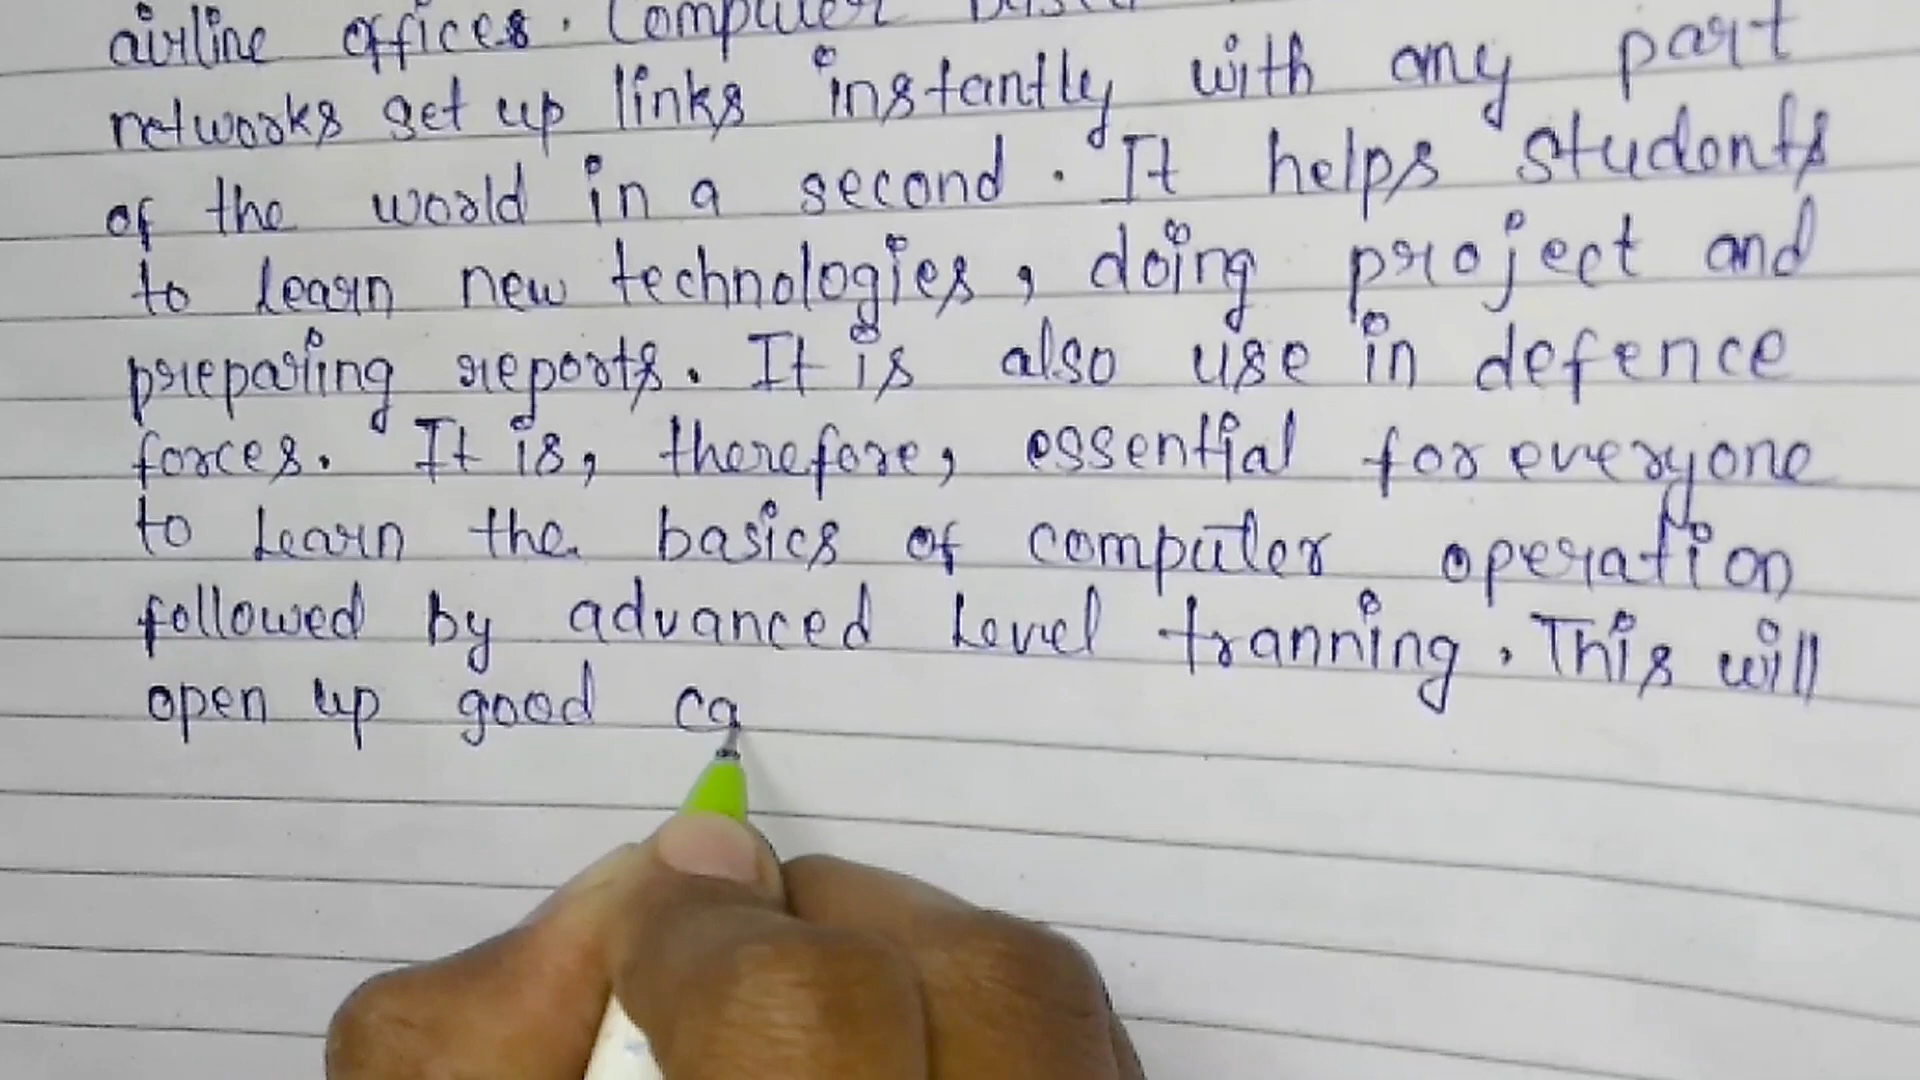 airline offices. Computer based
networks set up links instantly with any part
of the world in a second. It helps students
to learn new technologies, doing project and
preparing reports. It is also use in defence
forces. It is, therefore, essential for everyone
to learn the basics of computer operation
followed by advanced level tranning. This will
open up good ca